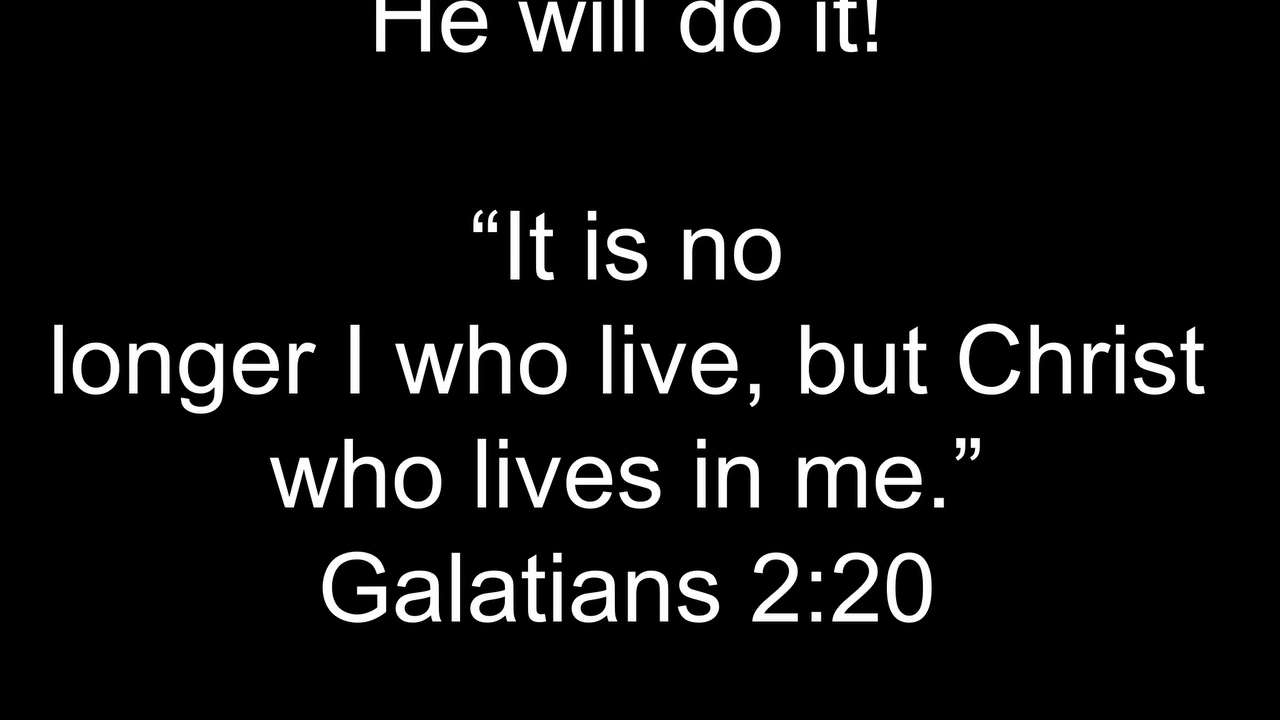 He will do it!
“It is no
longer I who live, but Christ
who lives in me.”
Galatians 2:20